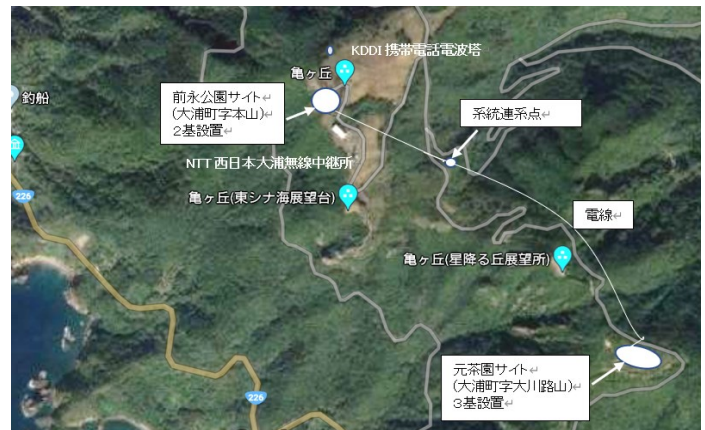 KDDI 携帯電話電波塔
亀ヶ丘
釣船
前永公園サイト↵
(大浦町字本山)↵
２基設置↵
系統連系点↵
NTT 西日本大浦無線中継所
亀ヶ丘(東シナ海展望台)
226
電線↵
亀ヶ丘(星降る丘展望所)
元茶園サイト↵
(大浦町字大川路山)↵
３基設置↵
226